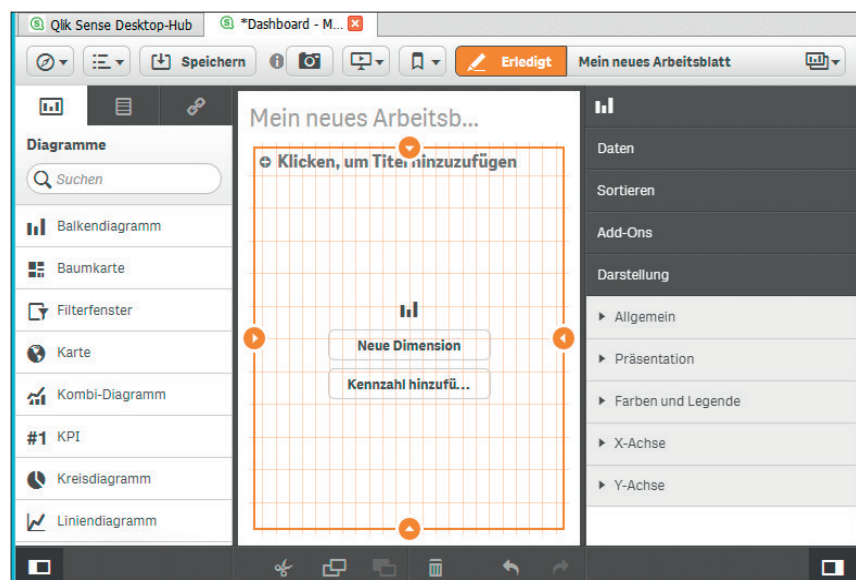 Qlik Sense Desktop-Hub
*Dashboard - M...
Speichern
Erledigt
Mein neues Arbeitsblatt
Diagramme
Suchen
Balkendiagramm
Baumkarte
Filterfenster
Karte
Kombi-Diagramm
#1 KPI
Kreisdiagramm
Liniendiagramm
Mein neues Arbeitsb...
Klicken, um Titel hinzuzufügen
Neue Dimension
Kennzahl hinzufü...
Daten
Sortieren
Add-Ons
Darstellung
Allgemein
Präsentation
Farben und Legende
X-Achse
Y-Achse